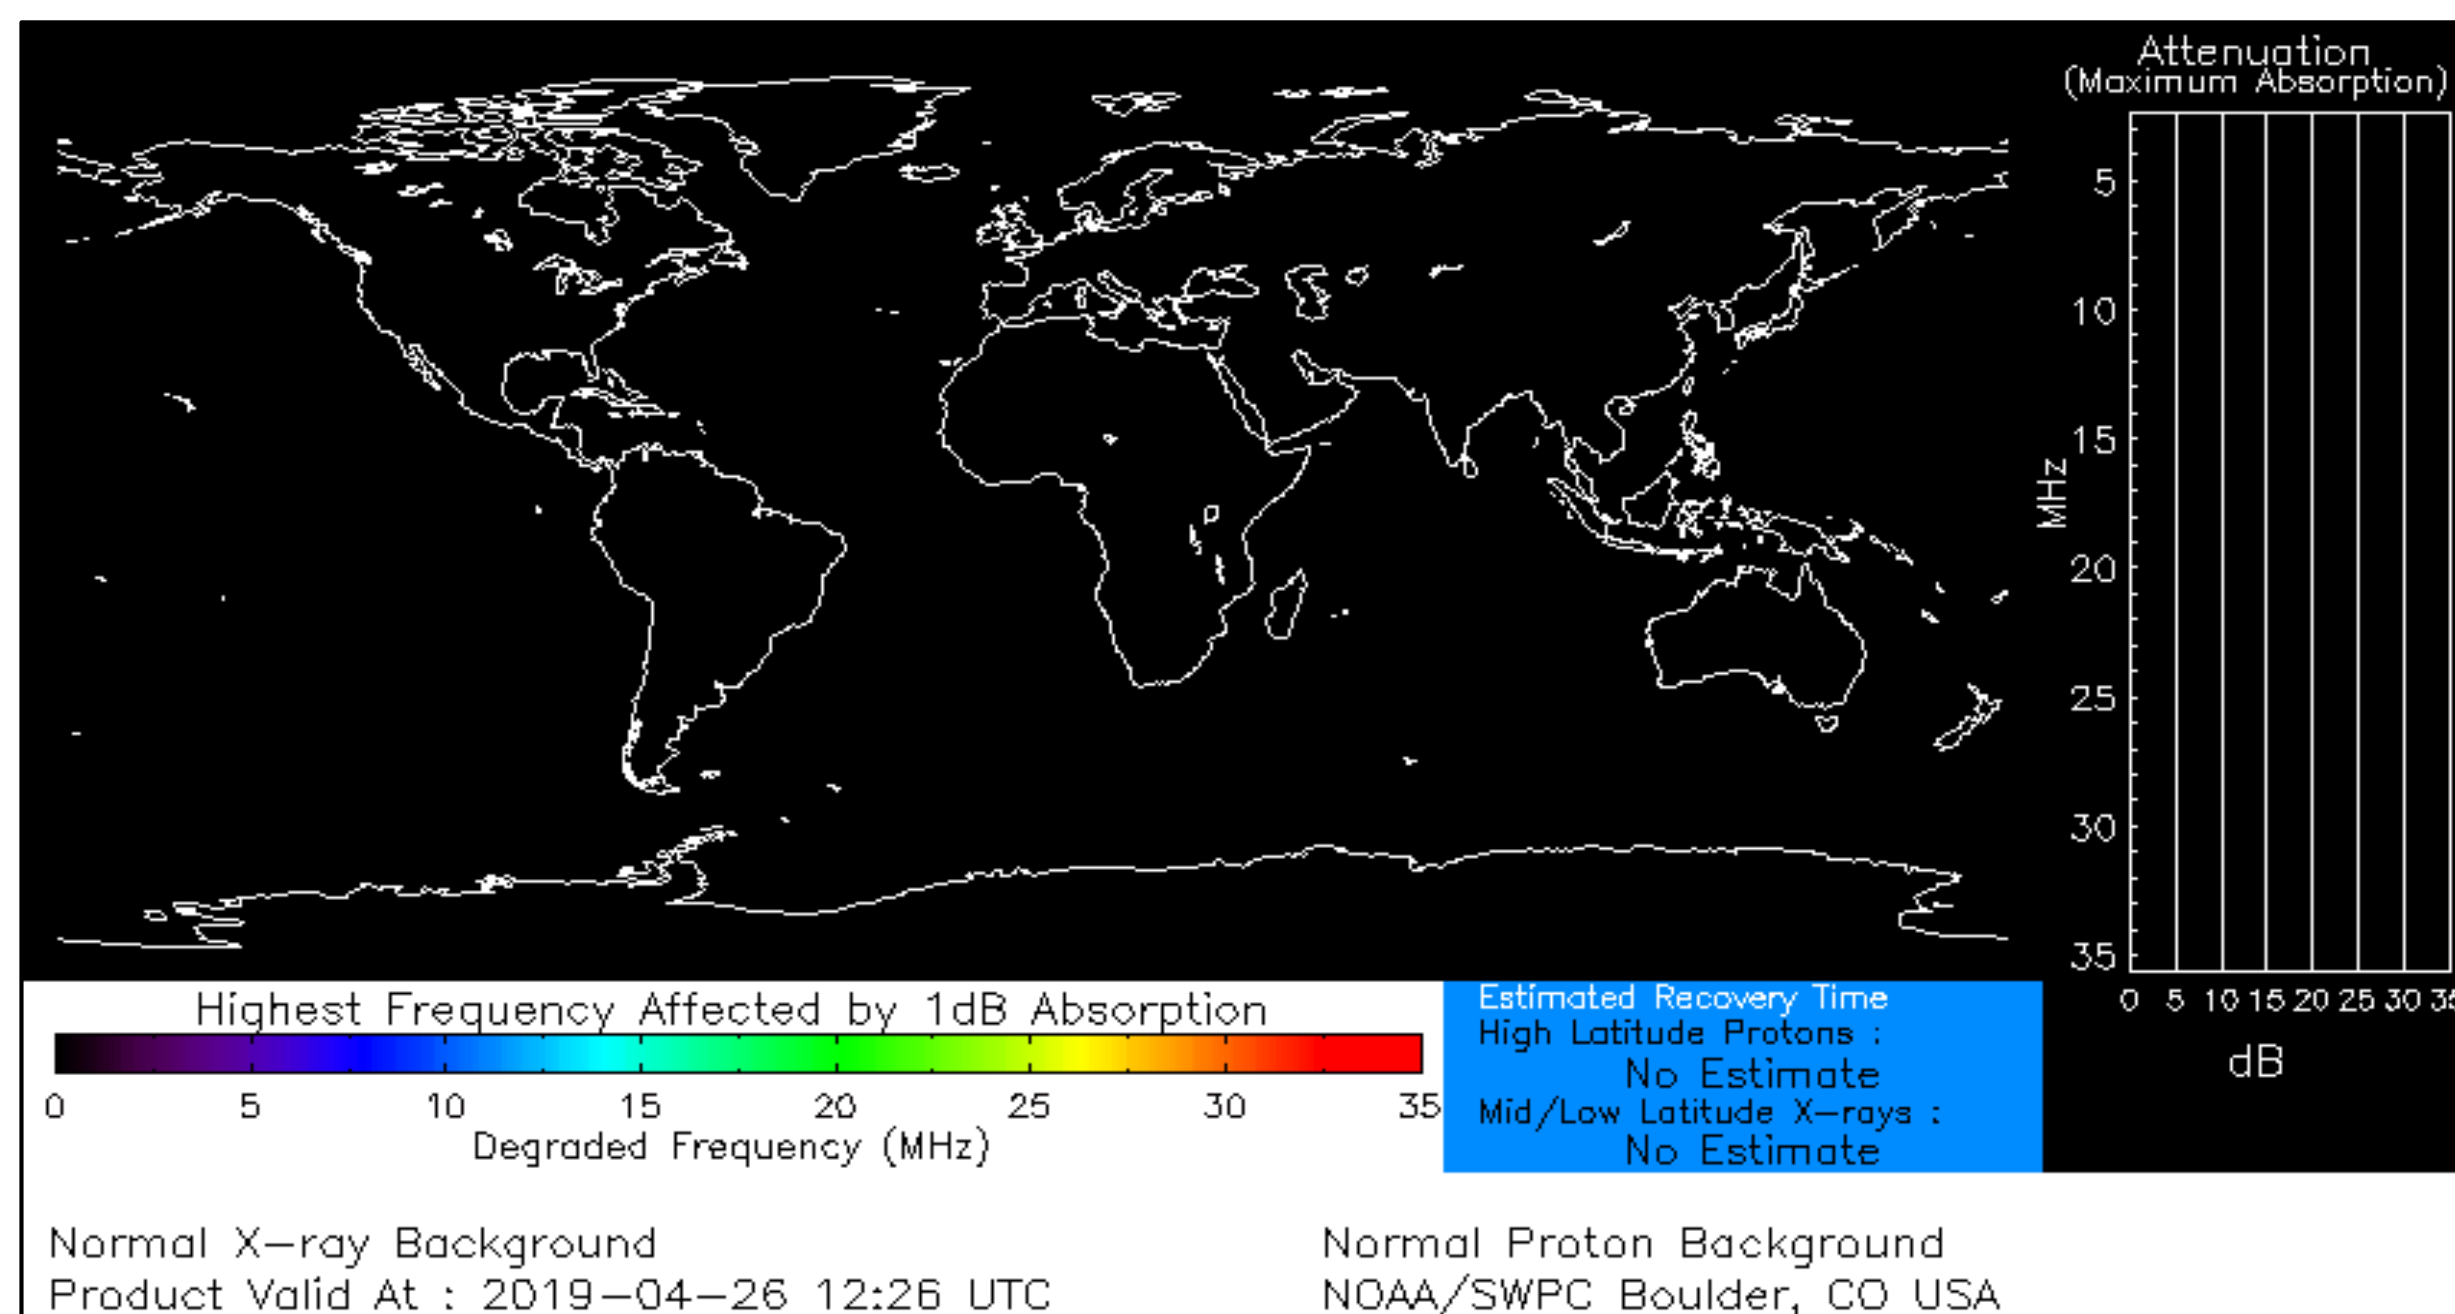 Attenuation
(Maximum Absorption)
5
10
15
20
25
30
35
MHz
0 5 10 15 20 25 30 35
dB
Highest Frequency Affected by 1dB Absorption
0 5 10 15 20 25 30 35
Degraded Frequency (MHz)
Estimated Recovery Time
High Latitude Protons :
No Estimate
Mid/Low Latitude X-rays :
No Estimate
Normal X-ray Background
Normal Proton Background
Product Valid At : 2019-04-26 12:26 UTC
NOAA/SWPC Boulder, CO USA